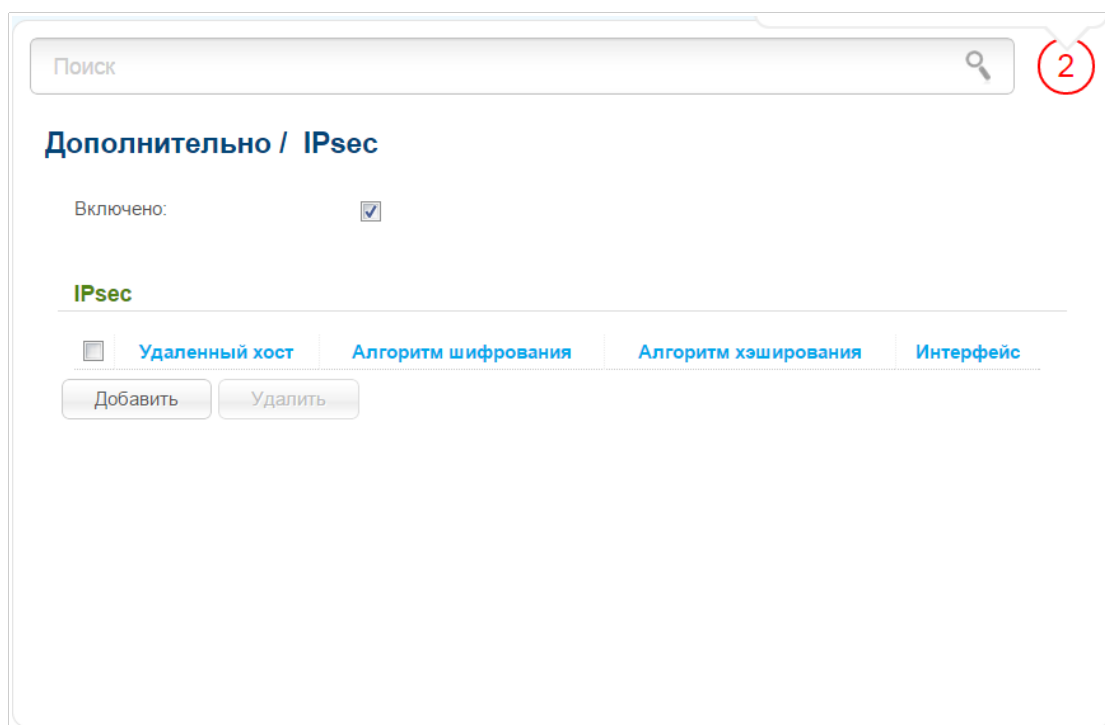 Поиск
2
Дополнительно / IPsec
Включено:
IPsec
Удаленный хост Алгоритм шифрования Алгоритм хэширования Интерфейс
Добавить Удалить